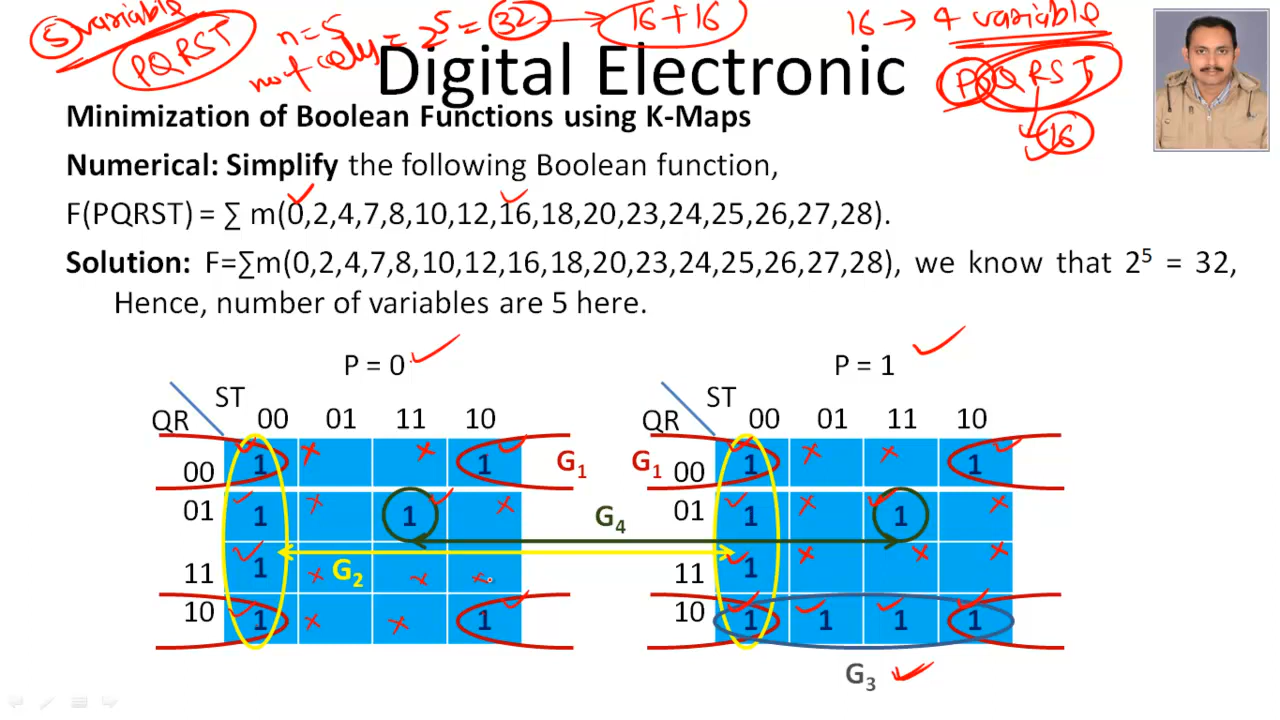 5 variable
PQRST
n=5
no of cells = 2^5 = 32 → 16 + 16
16 → 4 variable
P QRST
16
Digital Electronic
Minimization of Boolean Functions using K-Maps
Numerical: Simplify the following Boolean function,
F(PQRST) = ∑ m(0,2,4,7,8,10,12,16,18,20,23,24,25,26,27,28).
Solution: F=∑m(0,2,4,7,8,10,12,16,18,20,23,24,25,26,27,28), we know that 2⁵ = 32,
Hence, number of variables are 5 here.
P = 0 P = 1
ST ST
QR 00 01 11 10 QR 00 01 11 10
00 1 1 G₁ G₁ 00 1 1
01 1 1 G₄ 01 1 1
11 1 G₂ 11 1
10 1 1 10 1 1 1 1
G₃